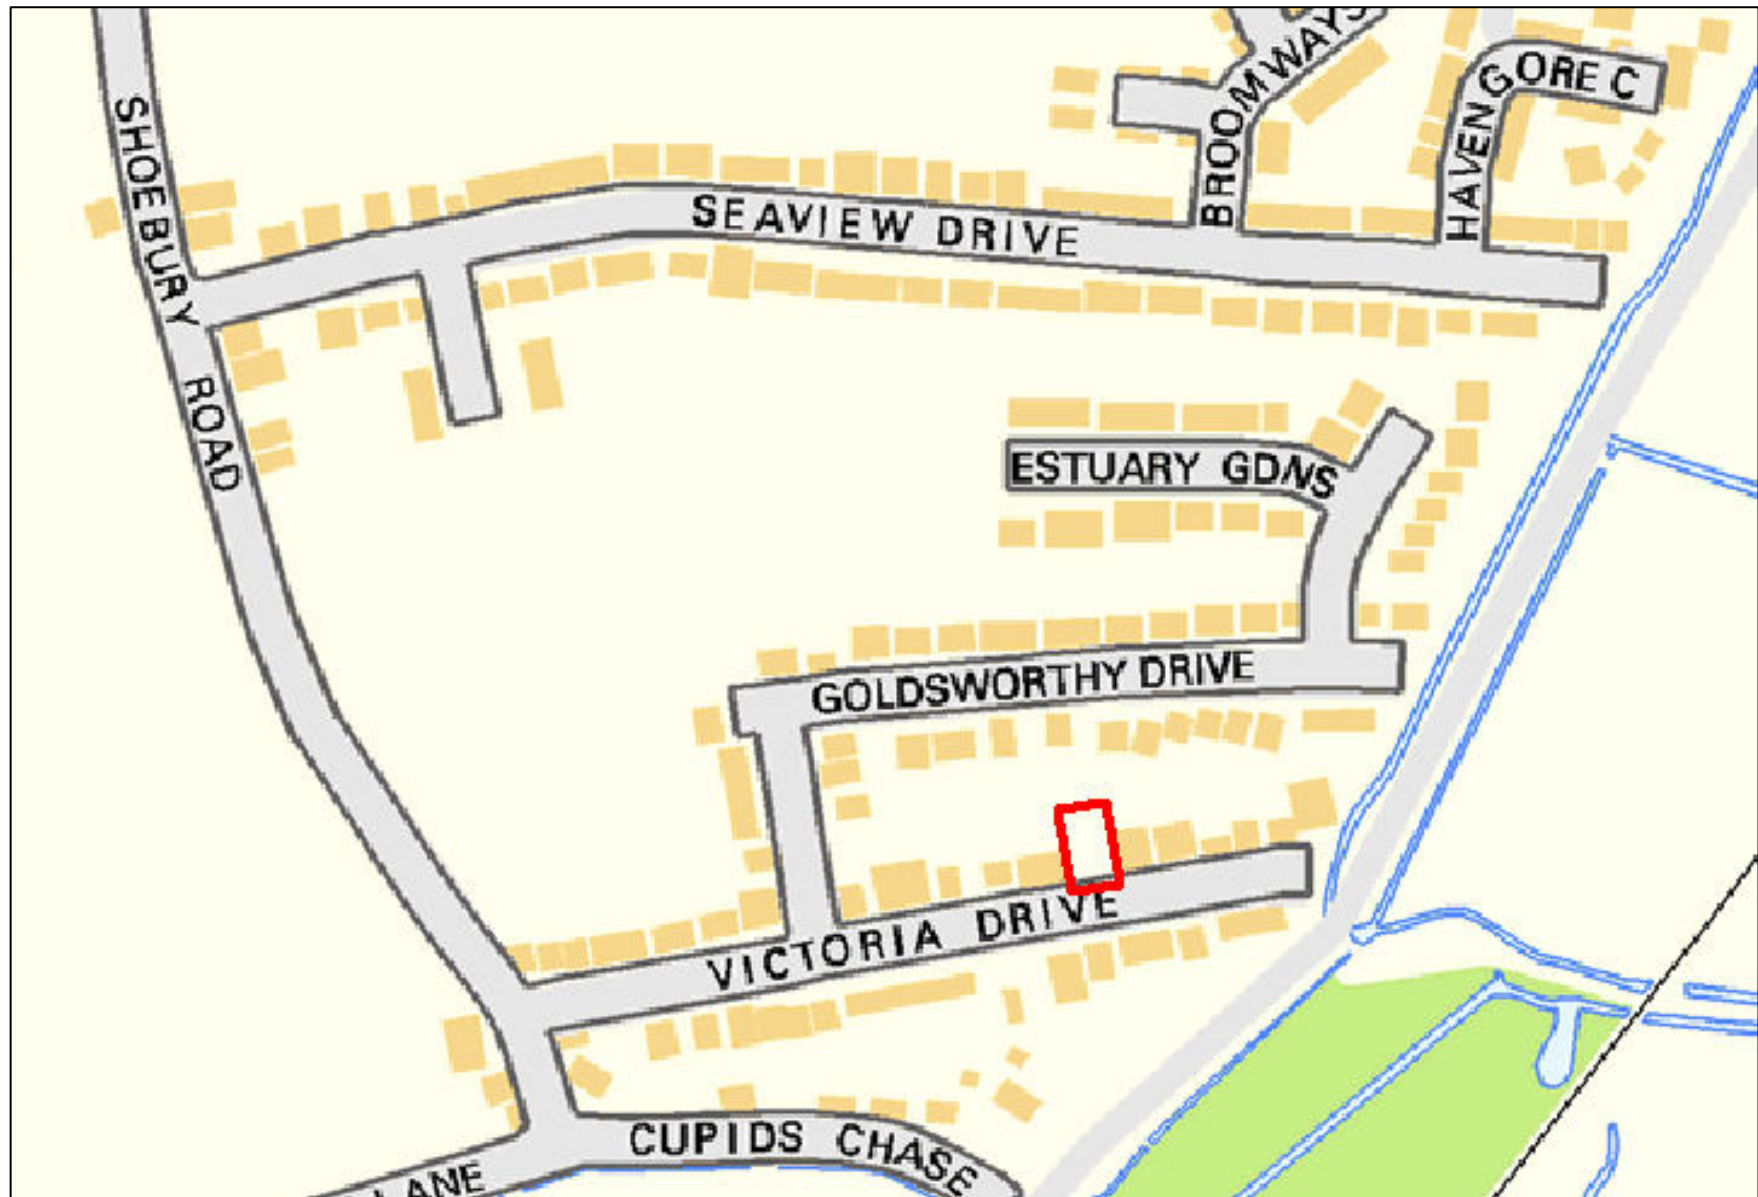 BROOMWAYS
HAVENGORE C
SHOEBURY ROAD
SEAVIEW DRIVE
ESTUARY GDNS
GOLDSWORTHY DRIVE
VICTORIA DRIVE
CUPIDS CHASE
LANE